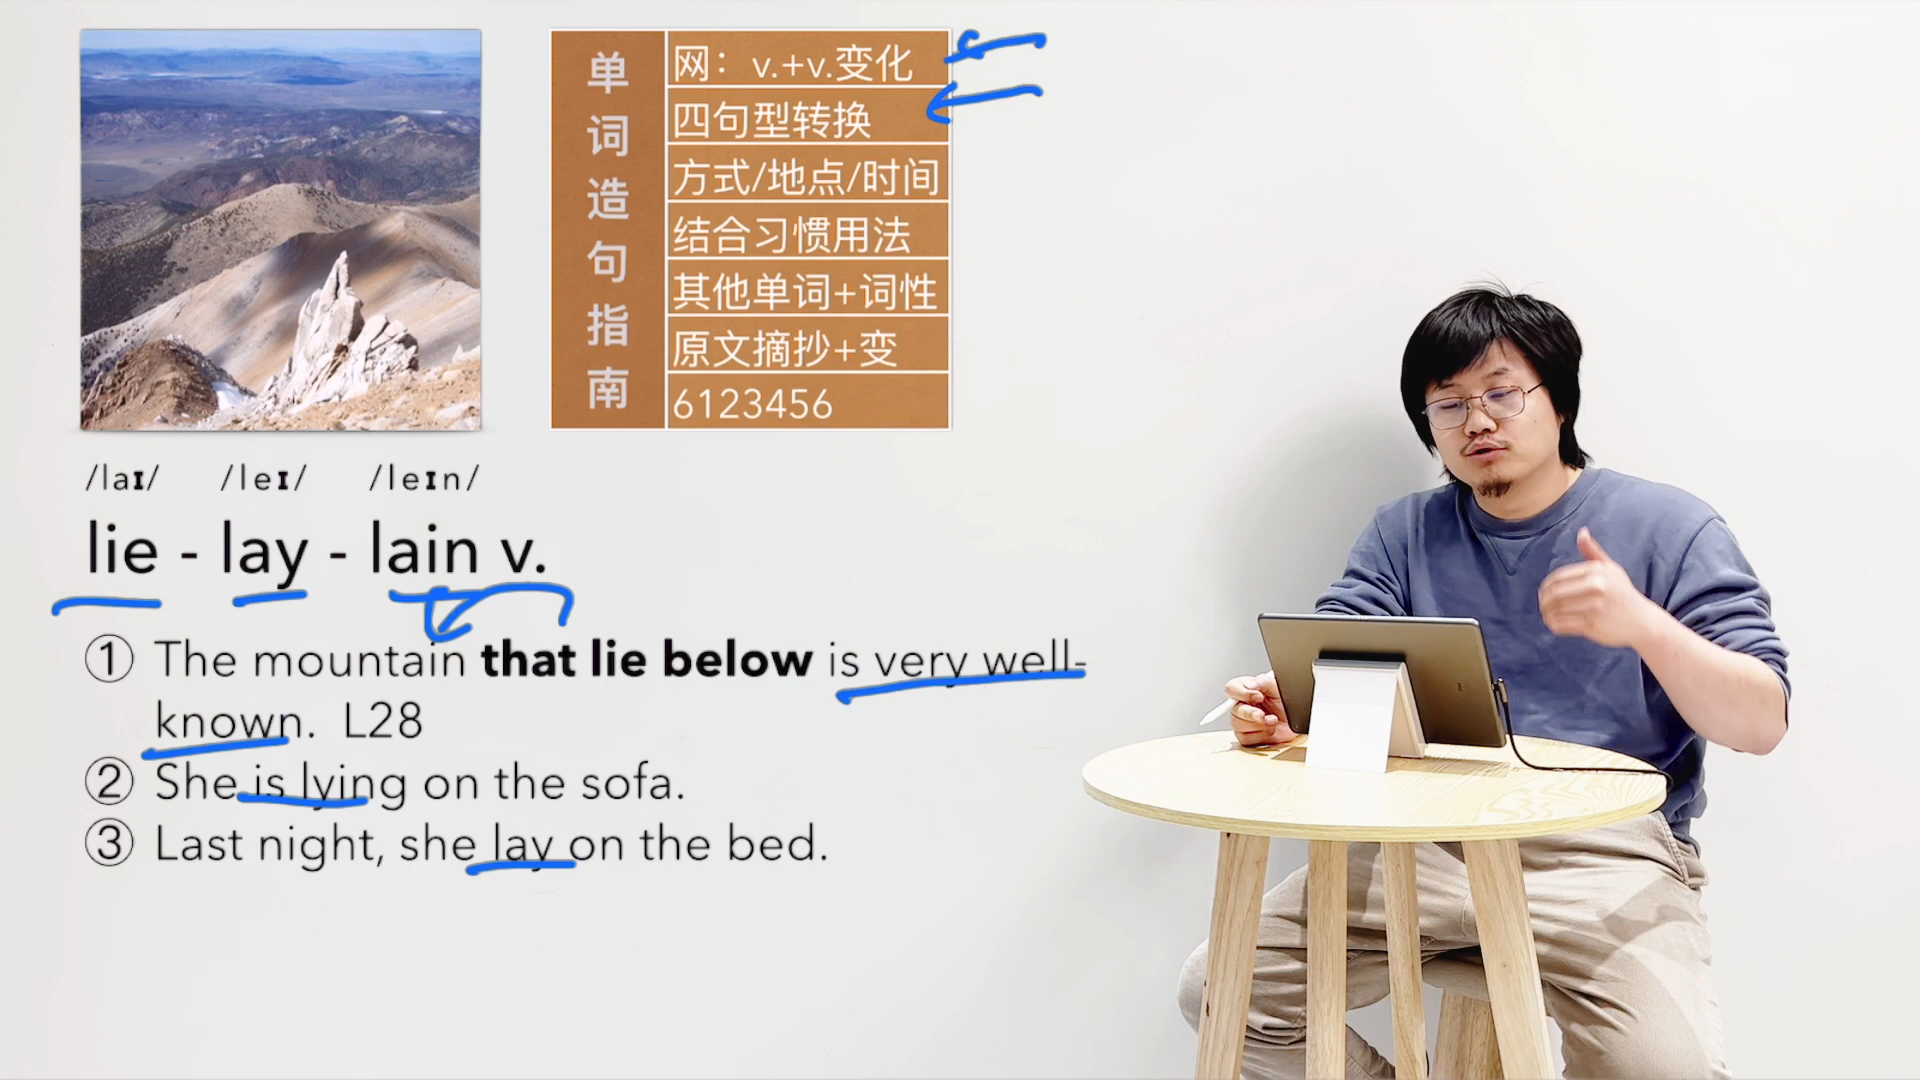 单词造句指南
网：v.+v.变化
四句型转换
方式/地点/时间
结合习惯用法
其他单词+词性
原文摘抄+变
6123456
/laɪ/ /leɪ/ /leɪn/
lie - lay - lain v.
① The mountain that lie below is very well-
known. L28
② She is lying on the sofa.
③ Last night, she lay on the bed.